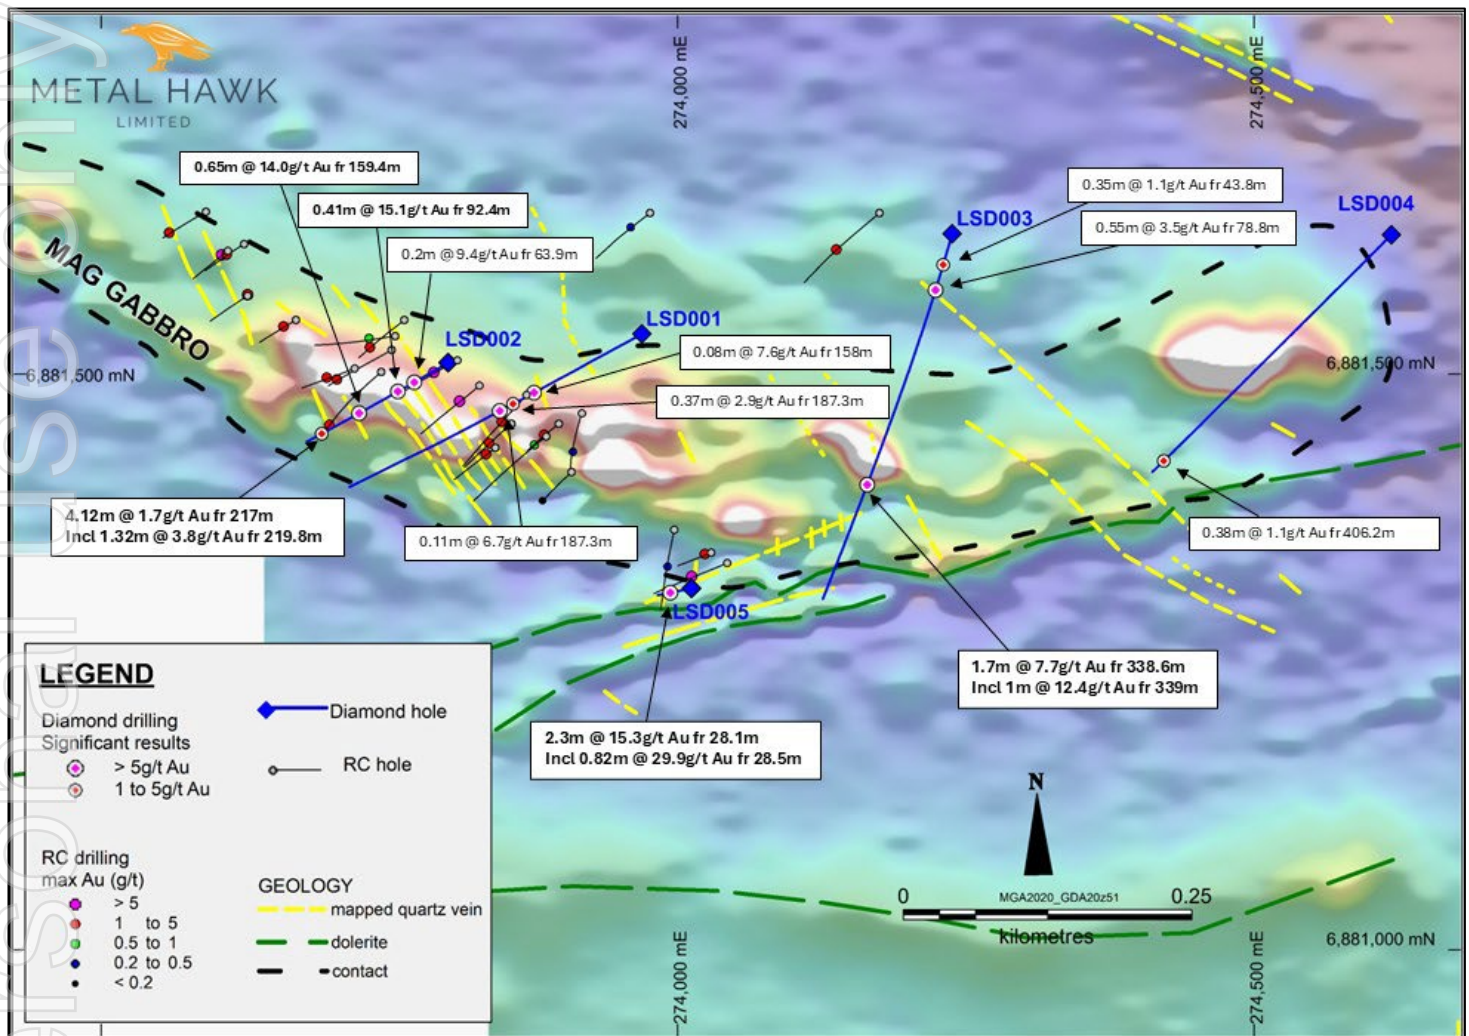 METAL HAWK
LIMITED
274,000 mE
274,500 mE
0.65m @ 14.0g/t Au fr 159.4m
0.41m @ 15.1g/t Au fr 92.4m
0.2m @ 9.4g/t Au fr 63.9m
0.35m @ 1.1g/t Au fr 43.8m
0.55m @ 3.5g/t Au fr 78.8m
LSD003
LSD004
MAG GABBRO
LSD002
LSD001
0.08m @ 7.6g/t Au fr 158m
0.37m @ 2.9g/t Au fr 187.3m
6,881,500 mN
6,881,500 mN
4.12m @ 1.7g/t Au fr 217m
Incl 1.32m @ 3.8g/t Au fr 219.8m
0.11m @ 6.7g/t Au fr 187.3m
0.38m @ 1.1g/t Au fr 406.2m
LSD005
1.7m @ 7.7g/t Au fr 338.6m
Incl 1m @ 12.4g/t Au fr 339m
2.3m @ 15.3g/t Au fr 28.1m
Incl 0.82m @ 29.9g/t Au fr 28.5m
LEGEND
Diamond drilling
Significant results
> 5g/t Au
1 to 5g/t Au
Diamond hole
RC hole
RC drilling
max Au (g/t)
> 5
1 to 5
0.5 to 1
0.2 to 0.5
< 0.2
GEOLOGY
mapped quartz vein
dolerite
contact
N
0 MGA2020_GDA20z51 0.25
kilometres
6,881,000 mN
274,000 mE
274,500 mE
ersonal use only